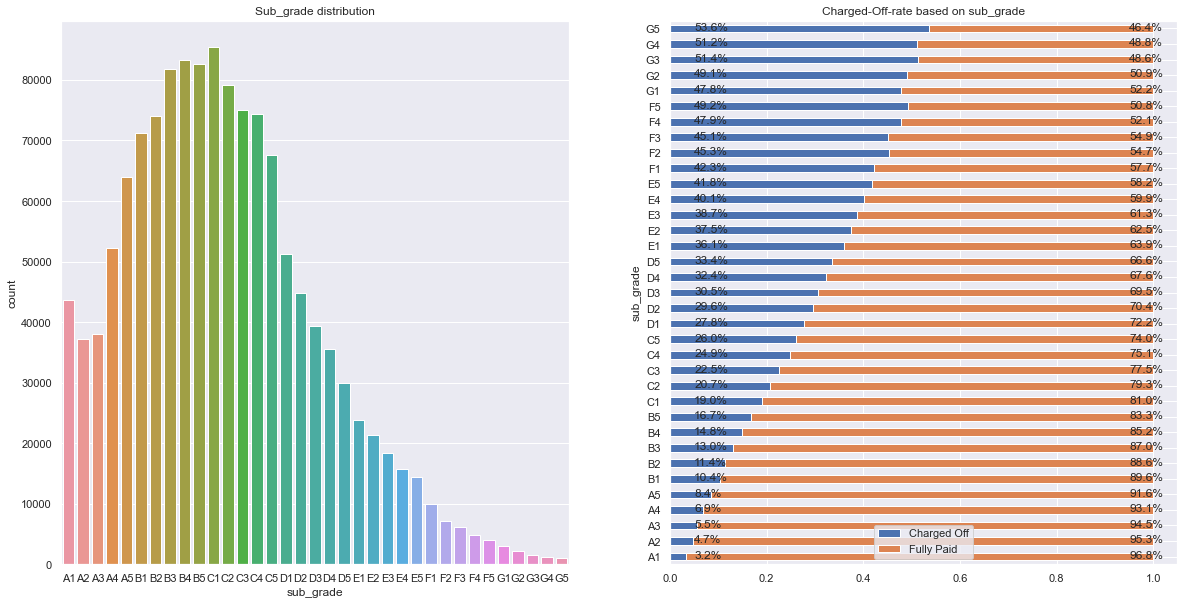 Sub_grade distribution
count
80000
70000
60000
50000
40000
30000
20000
10000
0
A1 A2 A3 A4 A5 B1 B2 B3 B4 B5 C1 C2 C3 C4 C5 D1 D2 D3 D4 D5 E1 E2 E3 E4 E5 F1 F2 F3 F4 F5 G1 G2 G3 G4 G5
sub_grade
Charged-Off-rate based on sub_grade
sub_grade
G5 53.6% 46.4%
G4 51.2% 48.8%
G3 51.4% 48.6%
G2 49.1% 50.9%
G1 47.8% 52.2%
F5 49.2% 50.8%
F4 47.9% 52.1%
F3 45.1% 54.9%
F2 45.3% 54.7%
F1 42.3% 57.7%
E5 41.8% 58.2%
E4 40.1% 59.9%
E3 38.7% 61.3%
E2 37.5% 62.5%
E1 36.1% 63.9%
D5 33.4% 66.6%
D4 32.4% 67.6%
D3 30.5% 69.5%
D2 29.6% 70.4%
D1 27.8% 72.2%
C5 26.0% 74.0%
C4 24.9% 75.1%
C3 22.5% 77.5%
C2 20.7% 79.3%
C1 19.0% 81.0%
B5 16.7% 83.3%
B4 14.8% 85.2%
B3 13.0% 87.0%
B2 11.4% 88.6%
B1 10.4% 89.6%
A5 8.4% 91.6%
A4 6.9% 93.1%
A3 5.5% 94.5%
A2 4.7% 95.3%
A1 3.2% 96.8%
Charged Off
Fully Paid
0.0 0.2 0.4 0.6 0.8 1.0